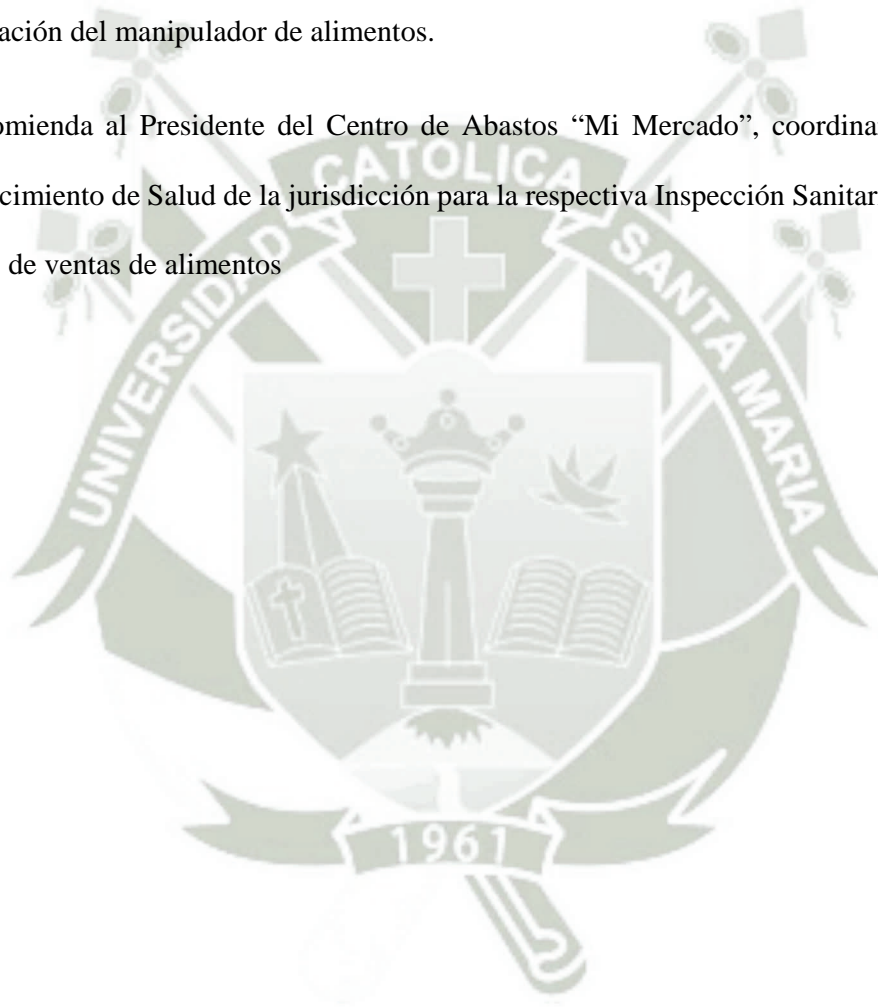 ación del manipulador de alimentos.
omienda al Presidente del Centro de Abastos “Mi Mercado”, coordina
cimiento de Salud de la jurisdicción para la respectiva Inspección Sanitar
de ventas de alimentos
UNIVERSIDAD CATOLICA SANTA MARIA
1961